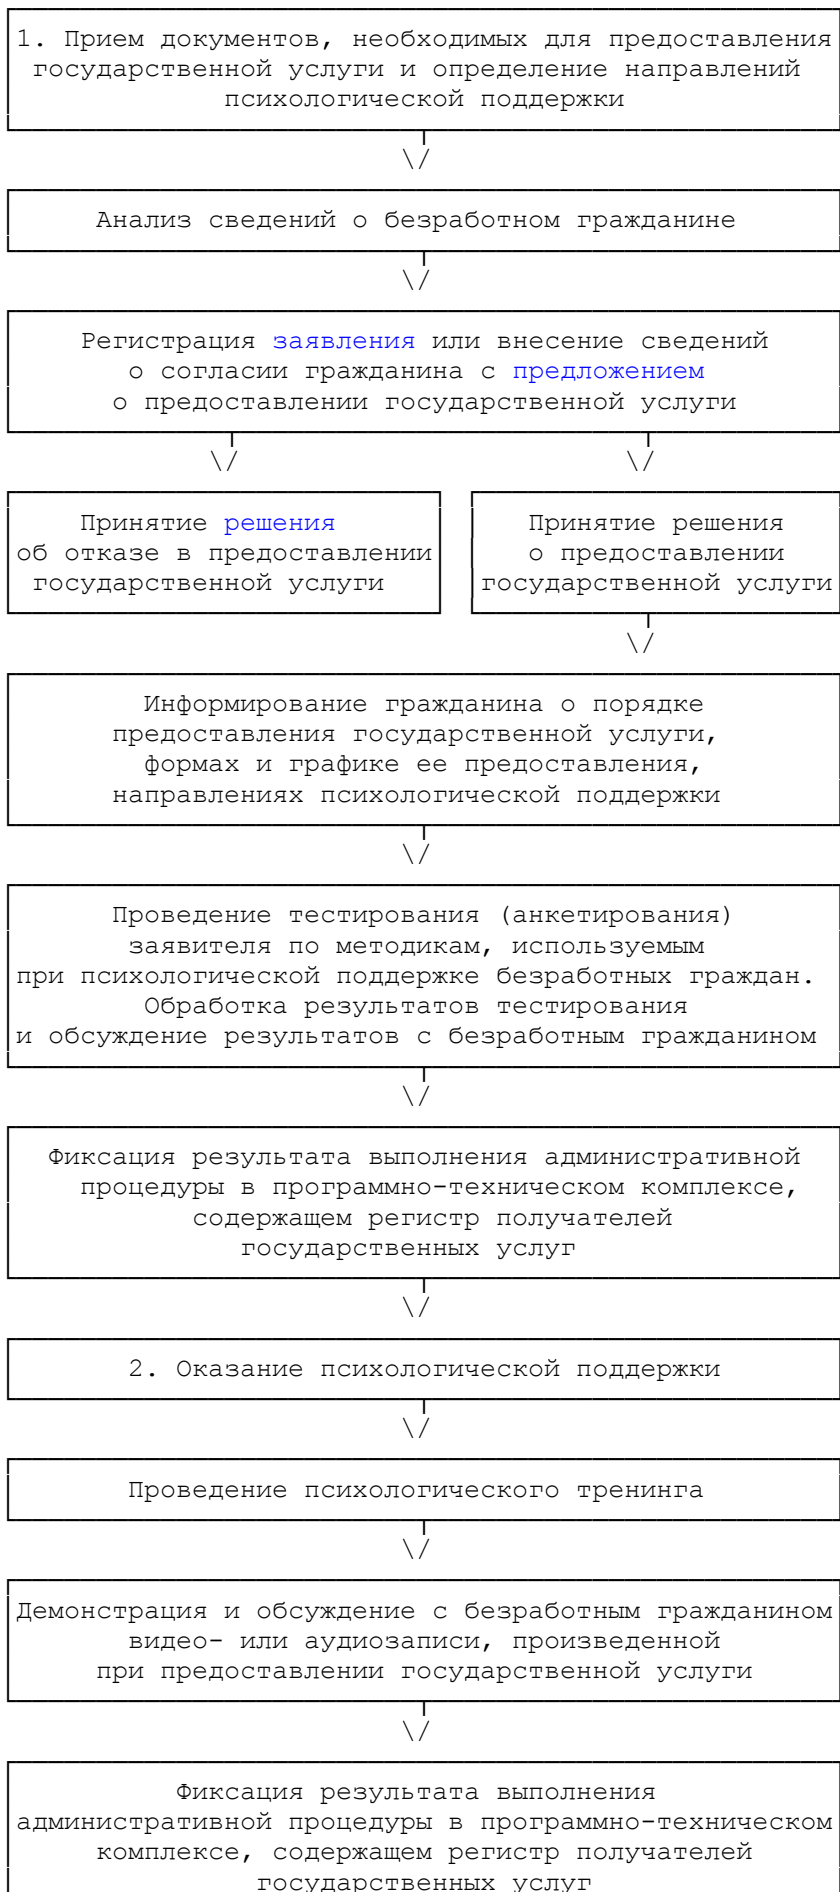 1. Прием документов, необходимых для предоставления
государственной услуги и определение направлений
психологической поддержки
\/
Анализ сведений о безработном гражданине
\/
Регистрация заявления или внесение сведений
о согласии гражданина с предложением
о предоставлении государственной услуги
\/ \/
Принятие решения
об отказе в предоставлении
государственной услуги
Принятие решения
о предоставлении
государственной услуги
\/
Информирование гражданина о порядке
предоставления государственной услуги,
формах и графике ее предоставления,
направлениях психологической поддержки
\/
Проведение тестирования (анкетирования)
заявителя по методикам, используемым
при психологической поддержке безработных граждан.
Обработка результатов тестирования
и обсуждение результатов с безработным гражданином
\/
Фиксация результата выполнения административной
процедуры в программно-техническом комплексе,
содержащем регистр получателей
государственных услуг
\/
2. Оказание психологической поддержки
\/
Проведение психологического тренинга
\/
Демонстрация и обсуждение с безработным гражданином
видео- или аудиозаписи, произведенной
при предоставлении государственной услуги
\/
Фиксация результата выполнения
административной процедуры в программно-техническом
комплексе, содержащем регистр получателей
государственных услуг